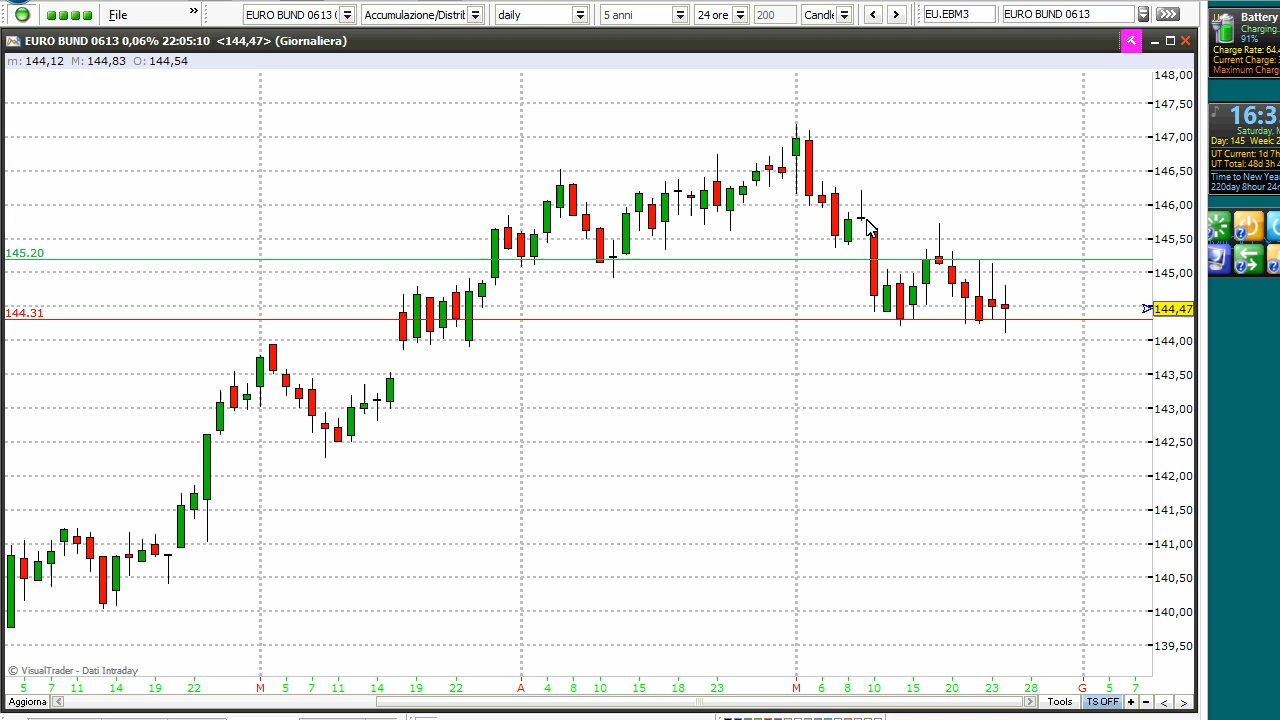 File
»
EURO BUND 0613 (
Accumulazione/Distrib
daily
5 anni
24 ore
200
Candle
EU.EBM3
EURO BUND 0613
EURO BUND 0613 0,06% 22:05:10 <144,47> (Giornaliera)
m: 144,12 M: 144,83 O: 144,54
148,00
147,50
147,00
146,50
146,00
145,50
145.20
145,00
144,47
144.31
144,00
143,50
143,00
142,50
142,00
141,50
141,00
140,50
140,00
139,50
© VisualTrader - Dati Intraday
5 7 11 14 19 22 M 5 7 11 14 19 22 A 4 8 10 15 18 23 M 6 8 10 15 20 23 28 G 5 7
Aggiorna
Tools
TS OFF
+
-
<
>
Battery
Charging.
91%
Charge Rate: 64.
Current Charge:
Maximum Charg
16:3
Saturday, M
Day: 145 Week: 2
UT Current: 1d 7h
UT Total: 48d 3h
Time to New Year
220day 8hour 24m